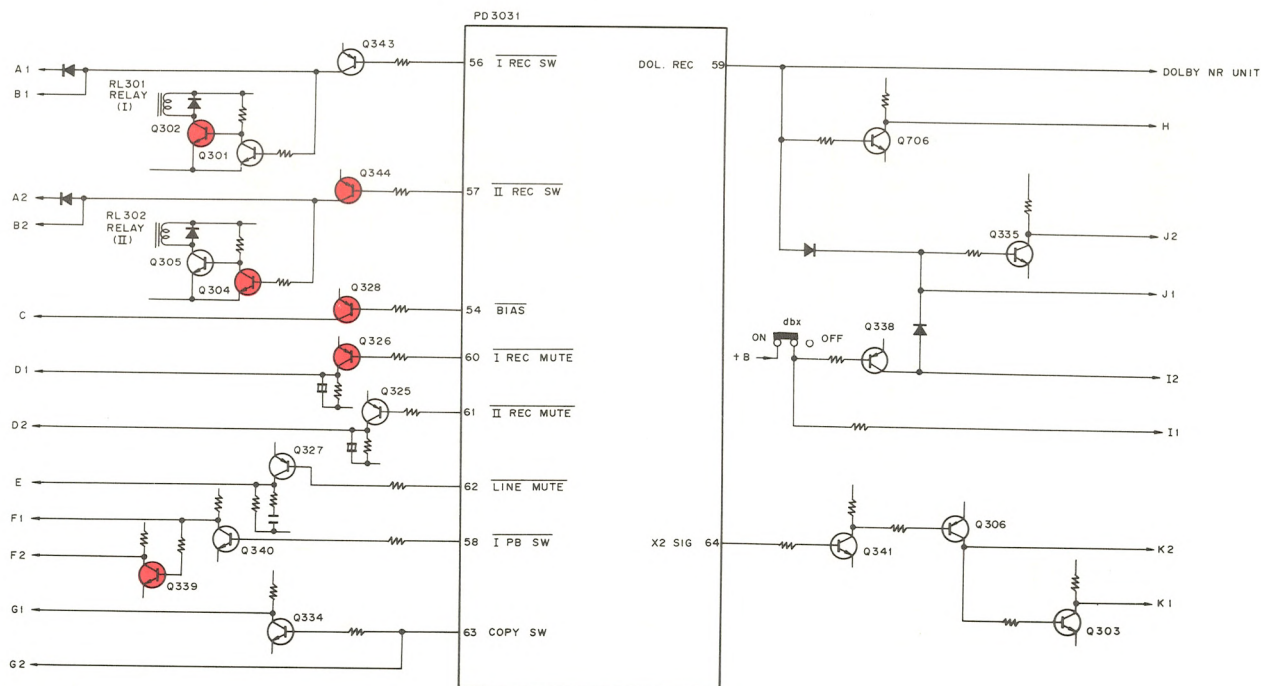 PD3031
Q343
56 I REC SW
A1
B1
RL301
RELAY
(I)
Q302
Q301
Q344
57 II REC SW
A2
B2
RL302
RELAY
(II)
Q305
Q304
Q328
54 BIAS
C
Q326
60 I REC MUTE
D1
Q325
61 II REC MUTE
D2
Q327
E
62 LINE MUTE
F1
58 I PB SW
Q340
F2
Q339
G1
Q334
63 COPY SW
G2
DOL. REC 59
DOLBY NR UNIT
H
Q706
Q335
J2
J1
dbx
ON OFF
Q338
+B
I2
I1
Q306
X2 SIG 64
Q341
K2
K1
Q303